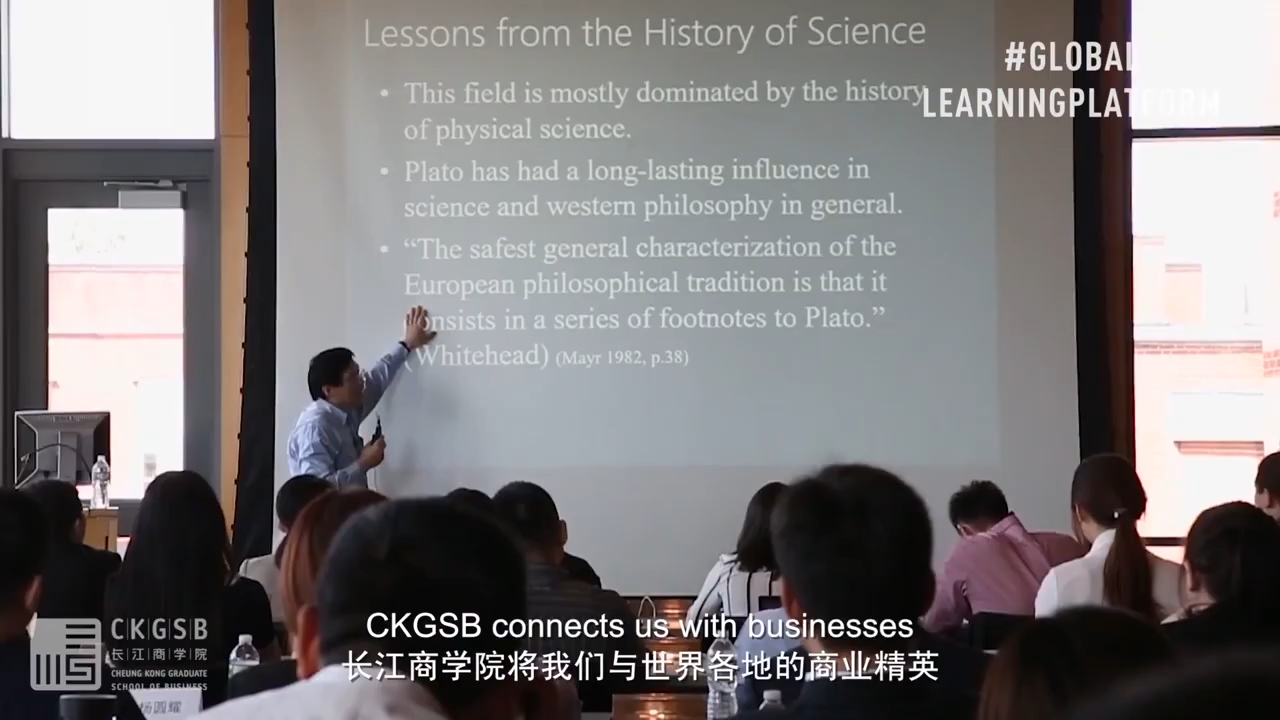 Lessons from the History of Science
#GLOBAL
LEARNINGPLATFORM
• This field is mostly dominated by the history
of physical science.
• Plato has had a long-lasting influence in
science and western philosophy in general.
• “The safest general characterization of the
European philosophical tradition is that it
consists in a series of footnotes to Plato.”
(Whitehead) (Mayr 1982, p.38)
CKGSB connects us with businesses
长江商学院将我们与世界各地的商业精英
CKGSB
长江商学院
CHEUNG KONG GRADUATE
SCHOOL OF BUSINESS
杨圆耀